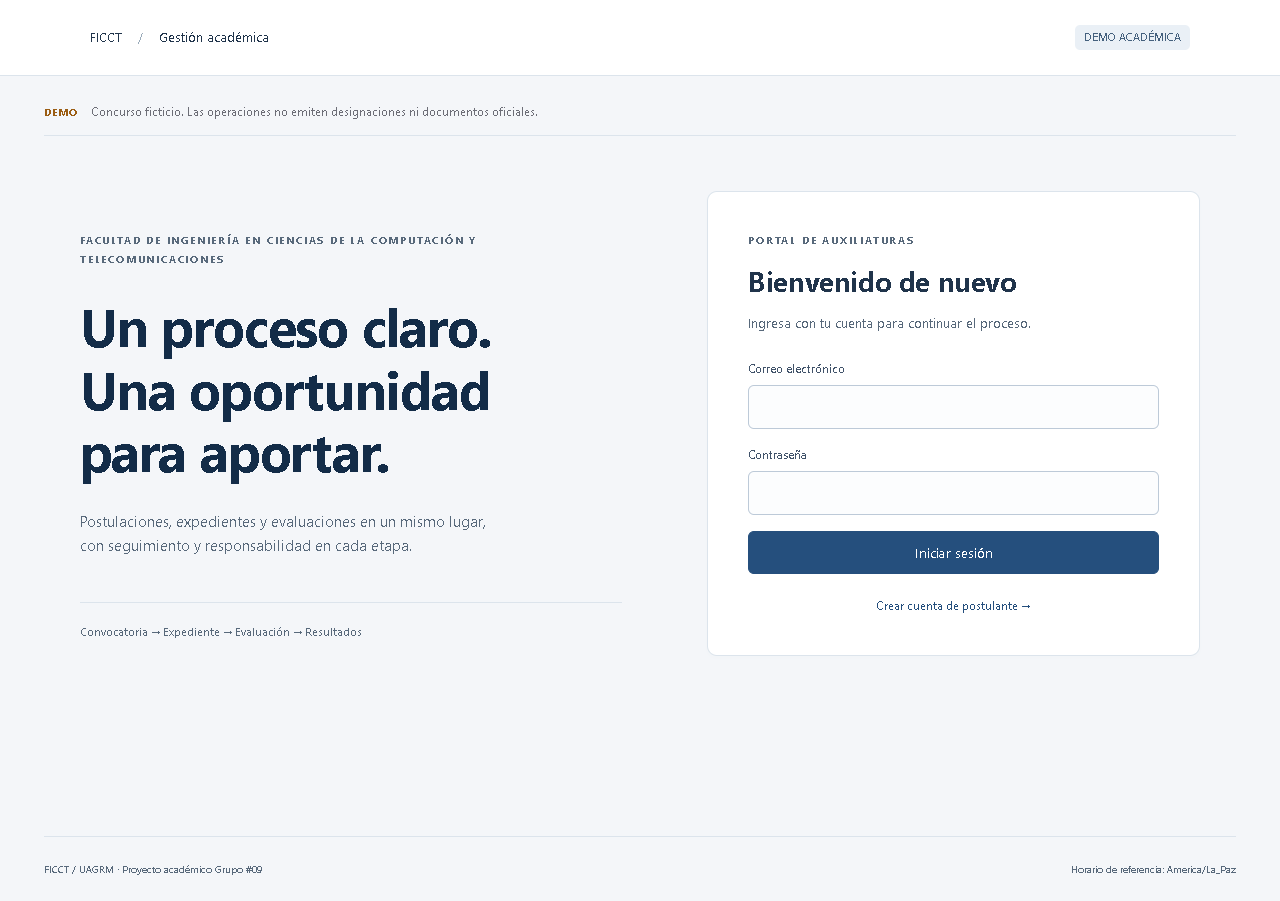 FICCT / Gestión académica
DEMO ACADÉMICA
DEMO Concurso ficticio. Las operaciones no emiten designaciones ni documentos oficiales.
FACULTAD DE INGENIERÍA EN CIENCIAS DE LA COMPUTACIÓN Y
TELECOMUNICACIONES
Un proceso claro.
Una oportunidad
para aportar.
Postulaciones, expedientes y evaluaciones en un mismo lugar,
con seguimiento y responsabilidad en cada etapa.
Convocatoria → Expediente → Evaluación → Resultados
PORTAL DE AUXILIATURAS
Bienvenido de nuevo
Ingresa con tu cuenta para continuar el proceso.
Correo electrónico
Contraseña
Iniciar sesión
Crear cuenta de postulante →
FICCT / UAGRM · Proyecto académico Grupo #09
Horario de referencia: America/La_Paz